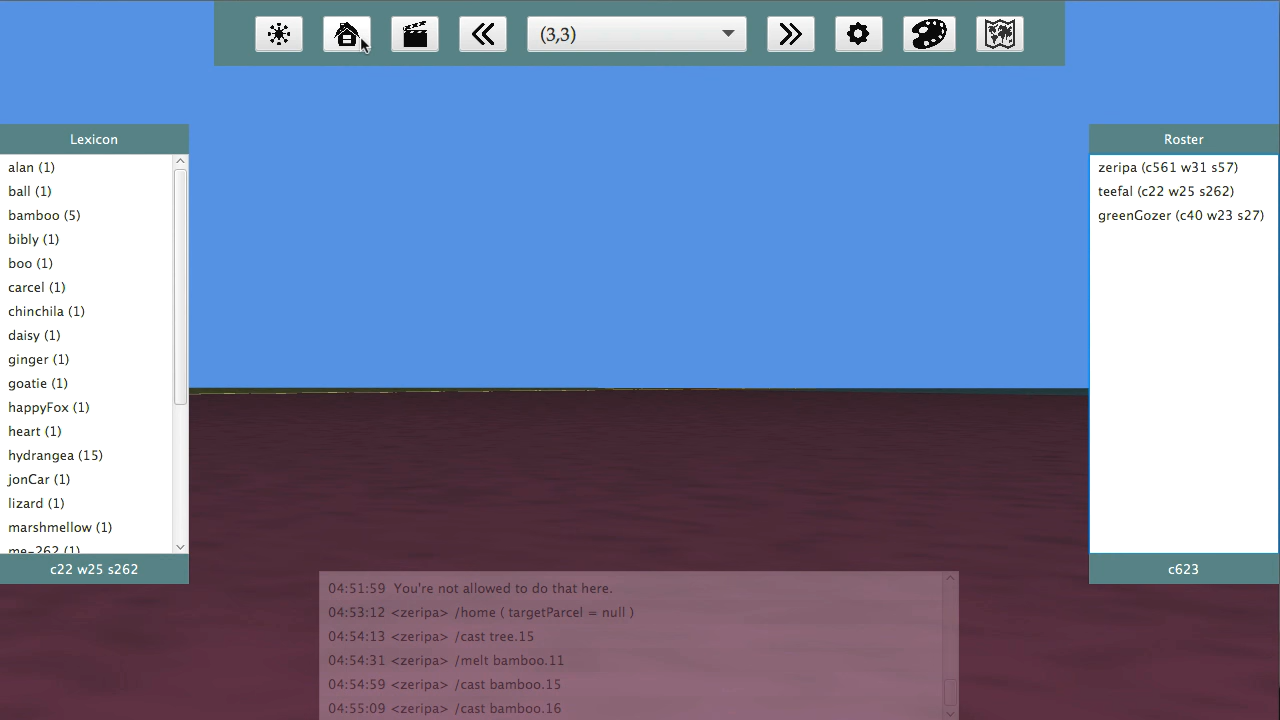 (3,3)
Lexicon
alan (1)
ball (1)
bamboo (5)
bibly (1)
boo (1)
carcel (1)
chinchila (1)
daisy (1)
ginger (1)
goatie (1)
happyFox (1)
heart (1)
hydrangea (15)
jonCar (1)
lizard (1)
marshmellow (1)
me-262 (1)
c22 w25 s262
Roster
zeripa (c561 w31 s57)
teefal (c22 w25 s262)
greenGozer (c40 w23 s27)
c623
04:51:59 You're not allowed to do that here.
04:53:12 <zeripa> /home ( targetParcel = null )
04:54:13 <zeripa> /cast tree.15
04:54:31 <zeripa> /melt bamboo.11
04:54:59 <zeripa> /cast bamboo.15
04:55:09 <zeripa> /cast bamboo.16